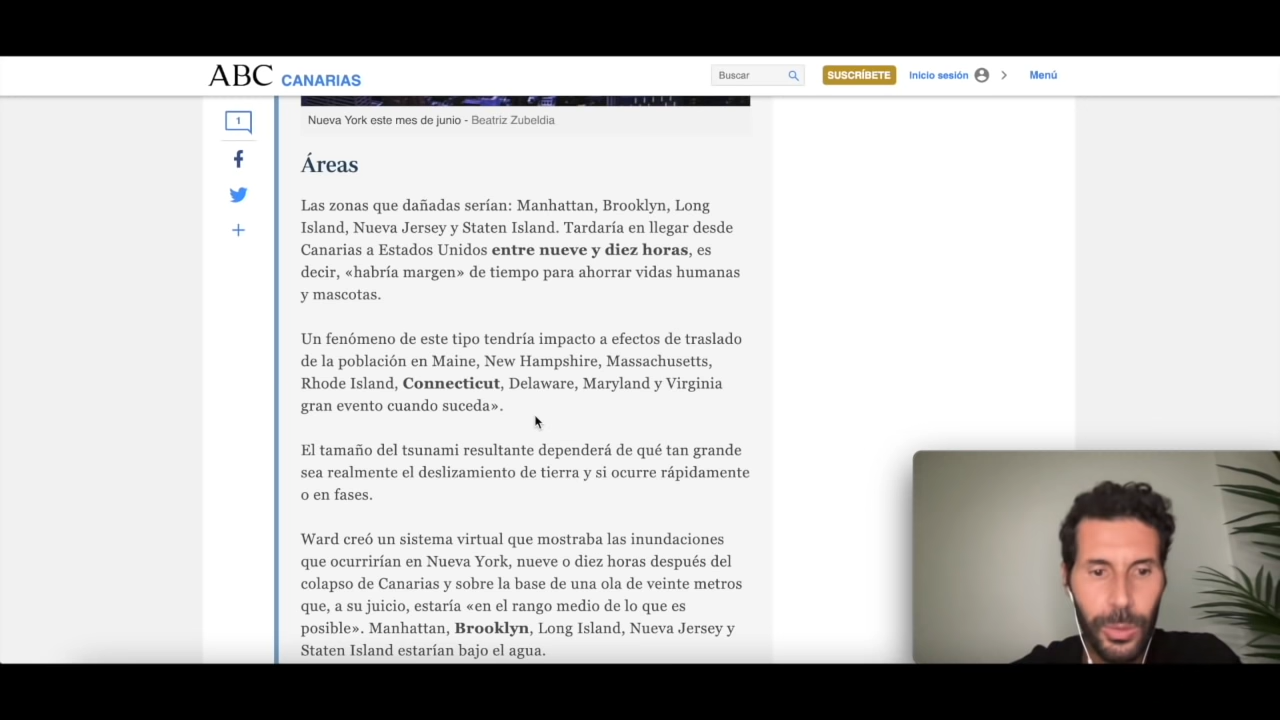 ABC CANARIAS
Buscar
SUSCRÍBETE
Inicio sesión
Menú
1
Nueva York este mes de junio - Beatriz Zubeldia
Áreas
Las zonas que dañadas serían: Manhattan, Brooklyn, Long
Island, Nueva Jersey y Staten Island. Tardaría en llegar desde
Canarias a Estados Unidos entre nueve y diez horas, es
decir, «habría margen» de tiempo para ahorrar vidas humanas
y mascotas.
Un fenómeno de este tipo tendría impacto a efectos de traslado
de la población en Maine, New Hampshire, Massachusetts,
Rhode Island, Connecticut, Delaware, Maryland y Virginia
gran evento cuando suceda».
El tamaño del tsunami resultante dependerá de qué tan grande
sea realmente el deslizamiento de tierra y si ocurre rápidamente
o en fases.
Ward creó un sistema virtual que mostraba las inundaciones
que ocurrirían en Nueva York, nueve o diez horas después del
colapso de Canarias y sobre la base de una ola de veinte metros
que, a su juicio, estaría «en el rango medio de lo que es
posible». Manhattan, Brooklyn, Long Island, Nueva Jersey y
Staten Island estarían bajo el agua.